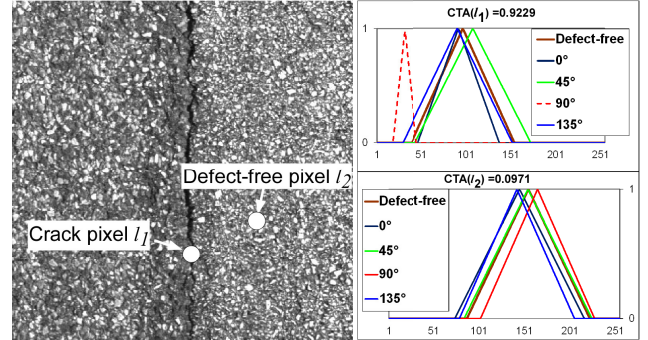 Defect-free pixel l2
Crack pixel l1
CTA(l1) =0.9229
1
0
Defect-free
0°
45°
90°
135°
1 51 101 151 201 251
CTA(l2) =0.0971
Defect-free
0°
45°
90°
135°
1
0
1 51 101 151 201 251